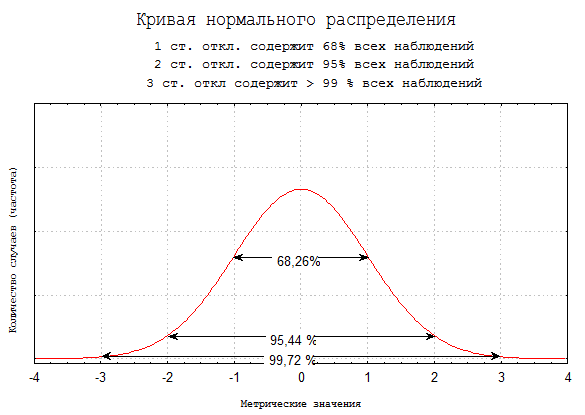 Кривая нормального распределения
1 ст. откл. содержит 68% всех наблюдений
2 ст. откл. содержит 95% всех наблюдений
3 ст. откл содержит > 99 % всех наблюдений
Количество случаев (частота)
68,26%
95,44 %
99,72 %
-4 -3 -2 -1 0 1 2 3 4
Метрические значения